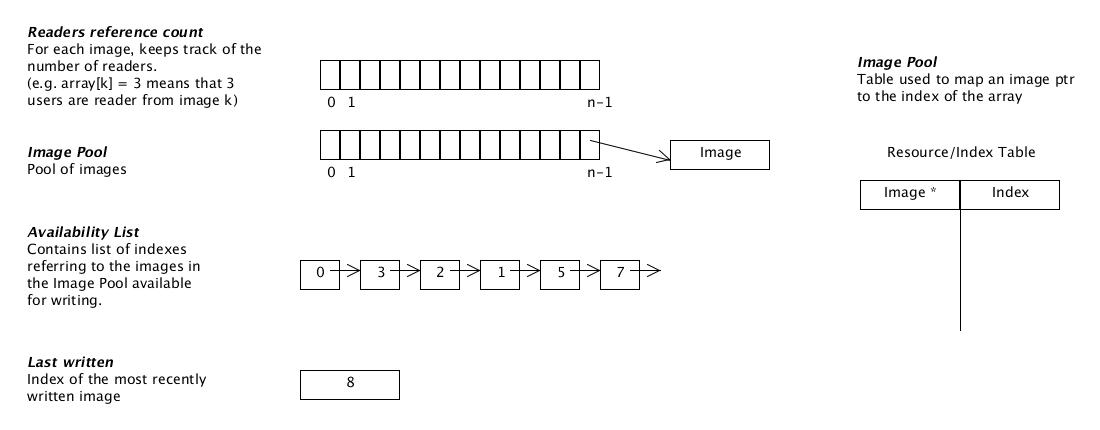 Readers reference count
For each image, keeps track of the
number of readers.
(e.g. array[k] = 3 means that 3
users are reader from image k)
0 1 n-1
Image Pool
Pool of images
0 1 n-1
Image
Availability List
Contains list of indexes
referring to the images in
the Image Pool available
for writing.
0 3 2 1 5 7
Last written
Index of the most recently
written image
8
Image Pool
Table used to map an image ptr
to the index of the array
Resource/Index Table
Image * Index